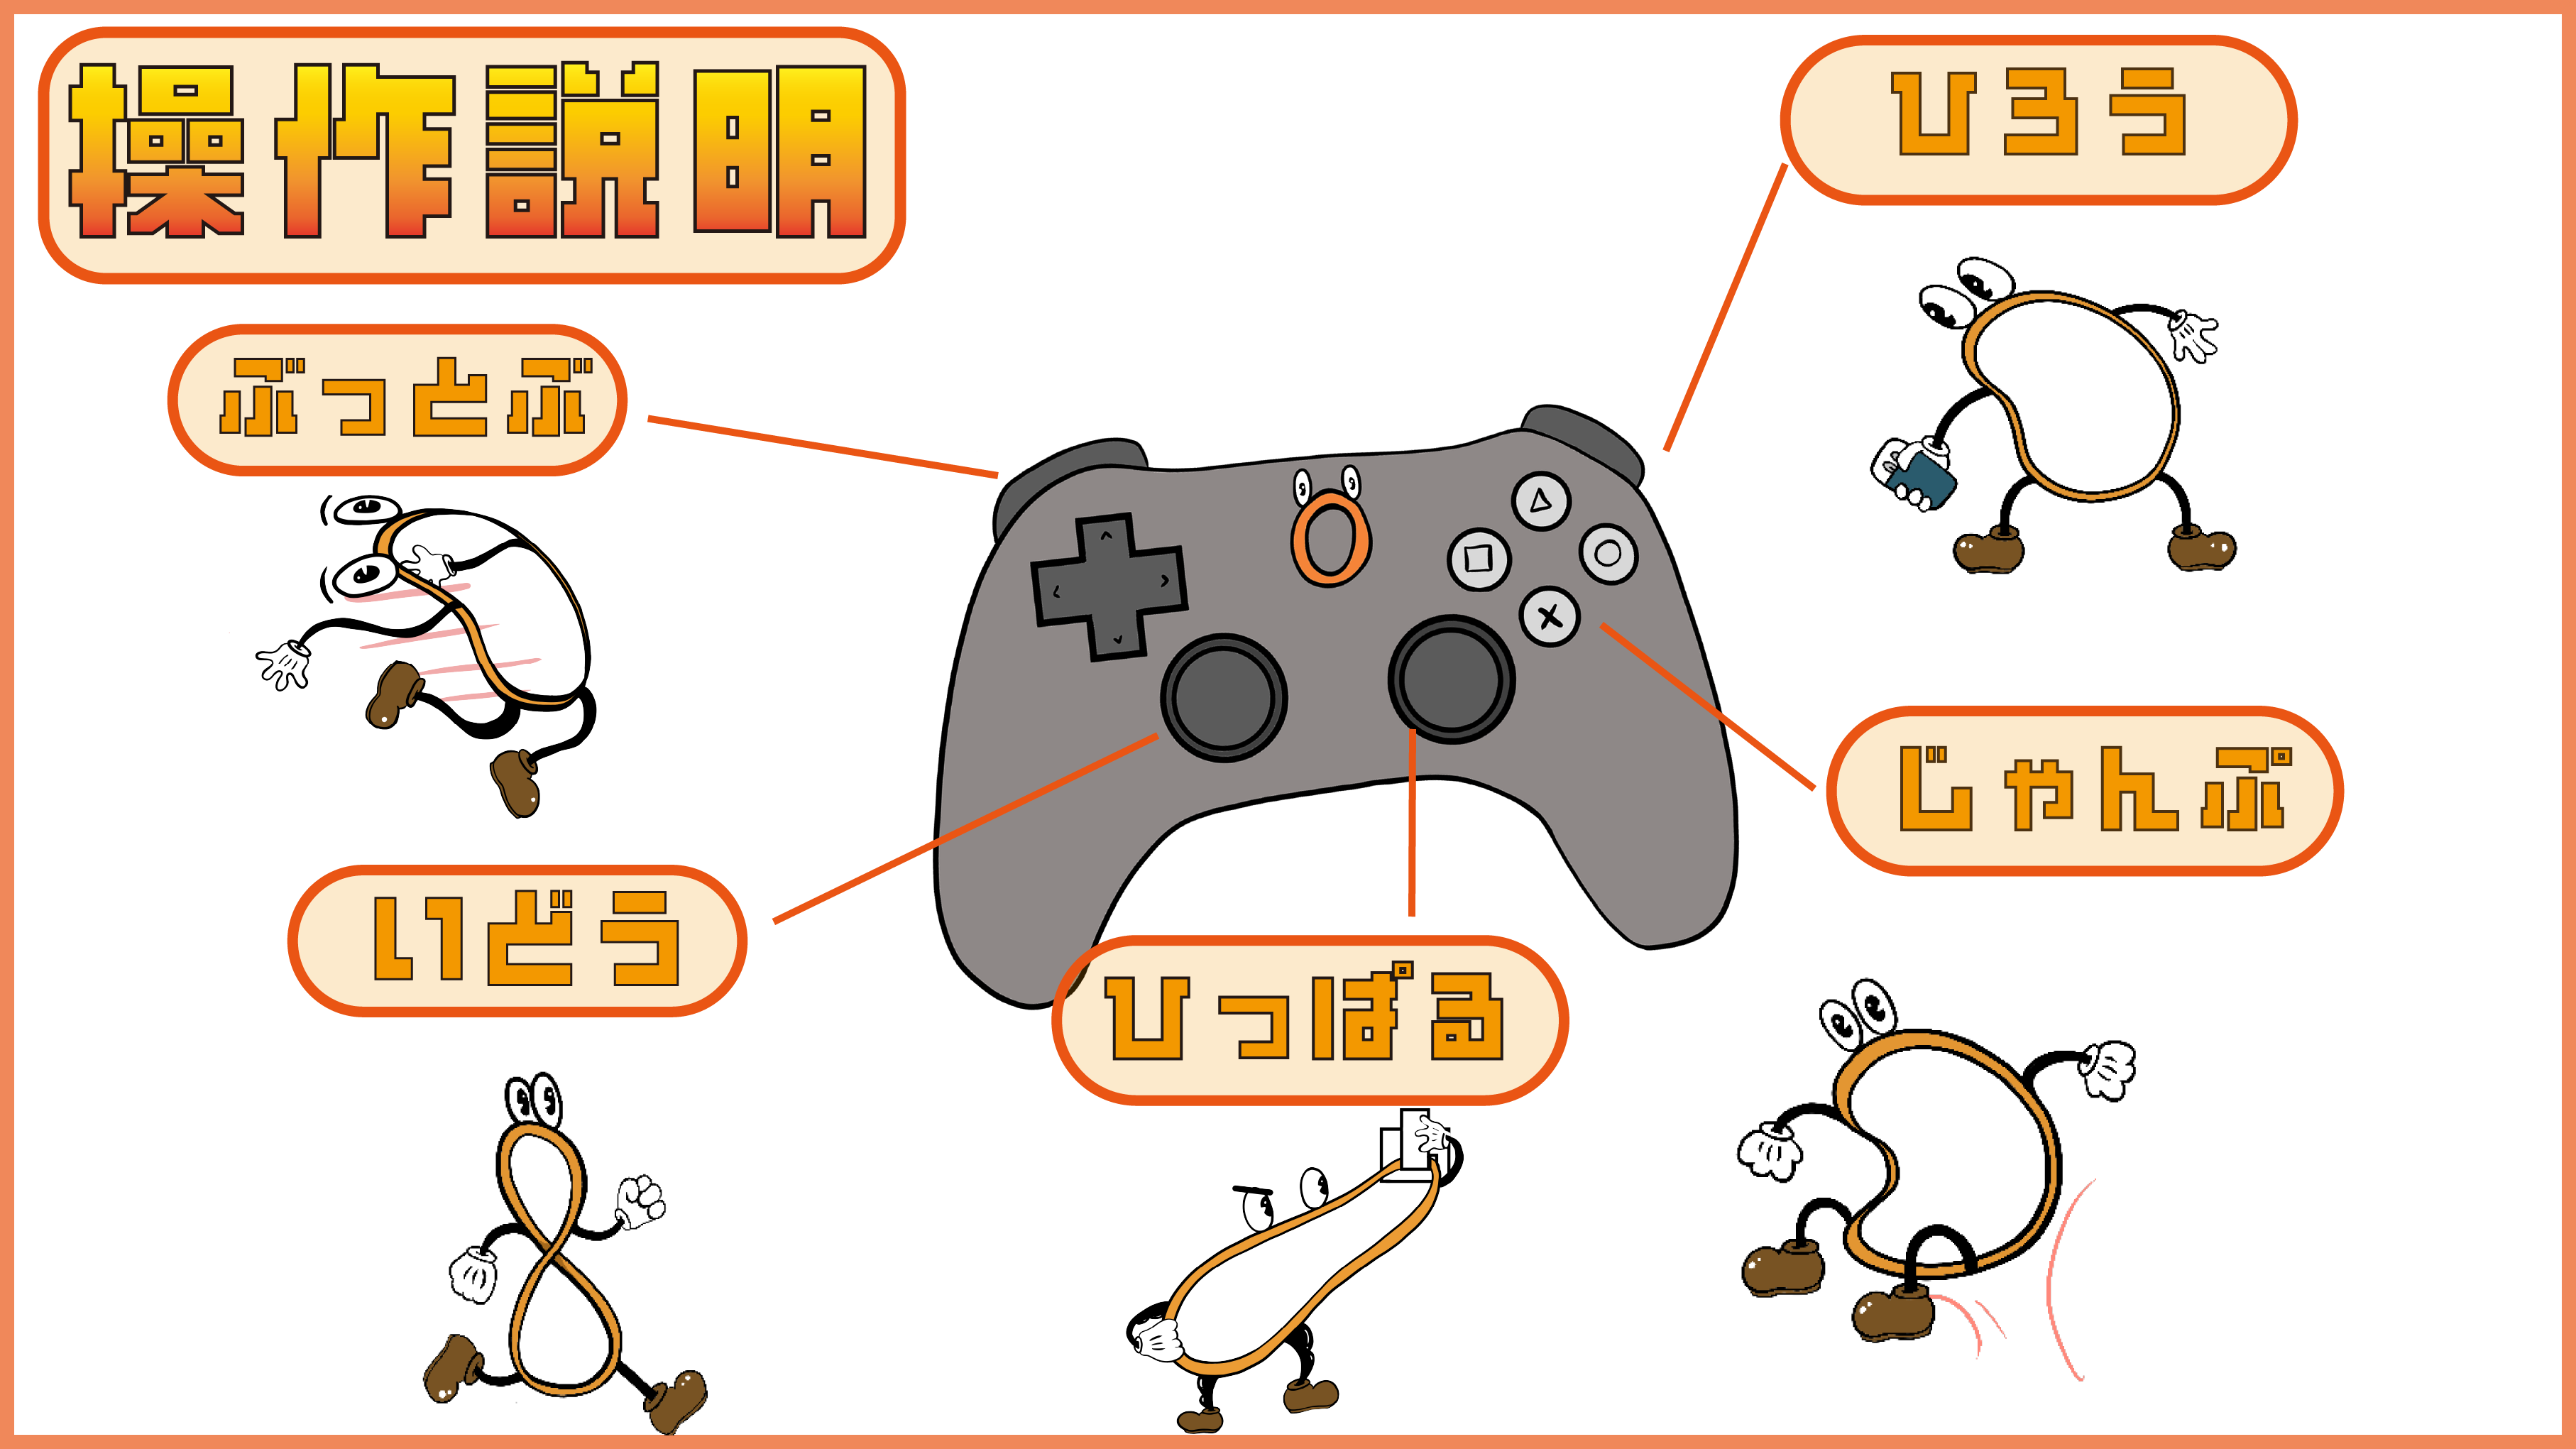 操作説明
ひろう
ぶっとぶ
じゃんぷ
いどう
ひっぱる